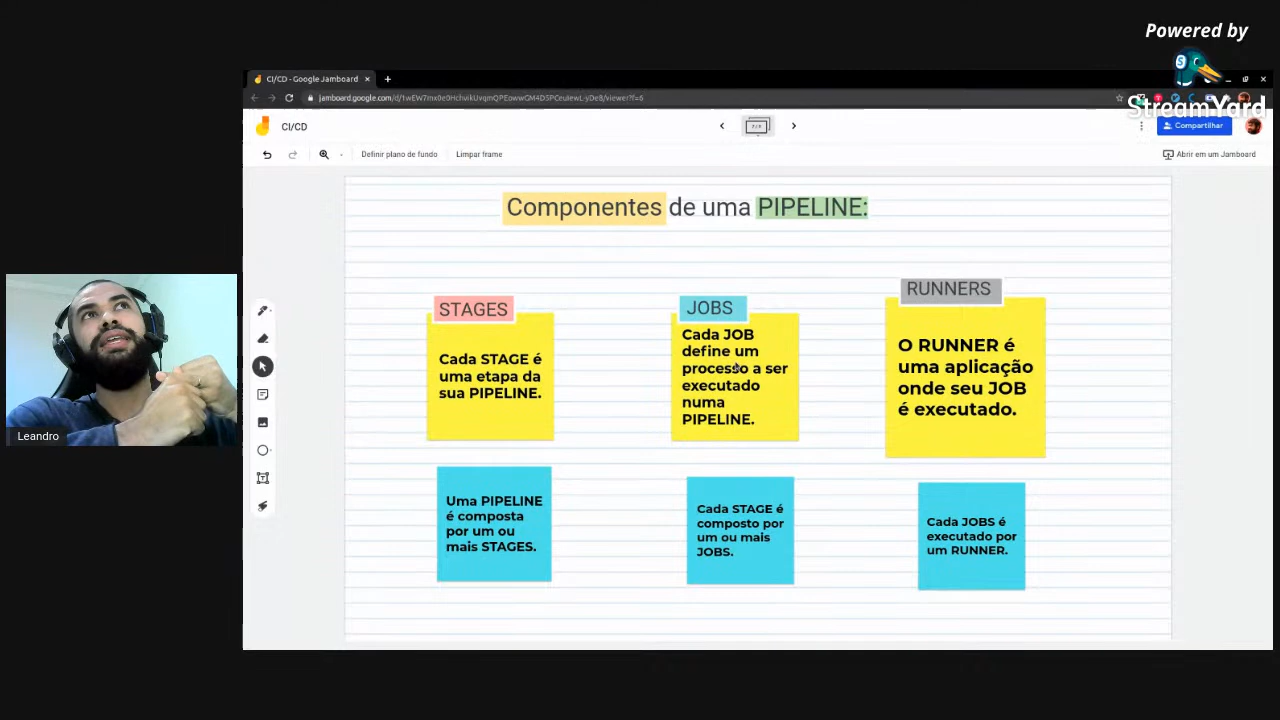 Powered by
StreamYard
CI/CD - Google Jamboard
CI/CD
Compartilhar
Definir plano de fundo
Limpar frame
Abrir em um Jamboard
Componentes de uma PIPELINE:
STAGES
Cada STAGE é
uma etapa da
sua PIPELINE.
JOBS
Cada JOB
define um
processo a ser
executado
numa
PIPELINE.
RUNNERS
O RUNNER é
uma aplicação
onde seu JOB
é executado.
Uma PIPELINE
é composta
por um ou
mais STAGES.
Cada STAGE é
composto por
um ou mais
JOBS.
Cada JOBS é
executado por
um RUNNER.
Leandro